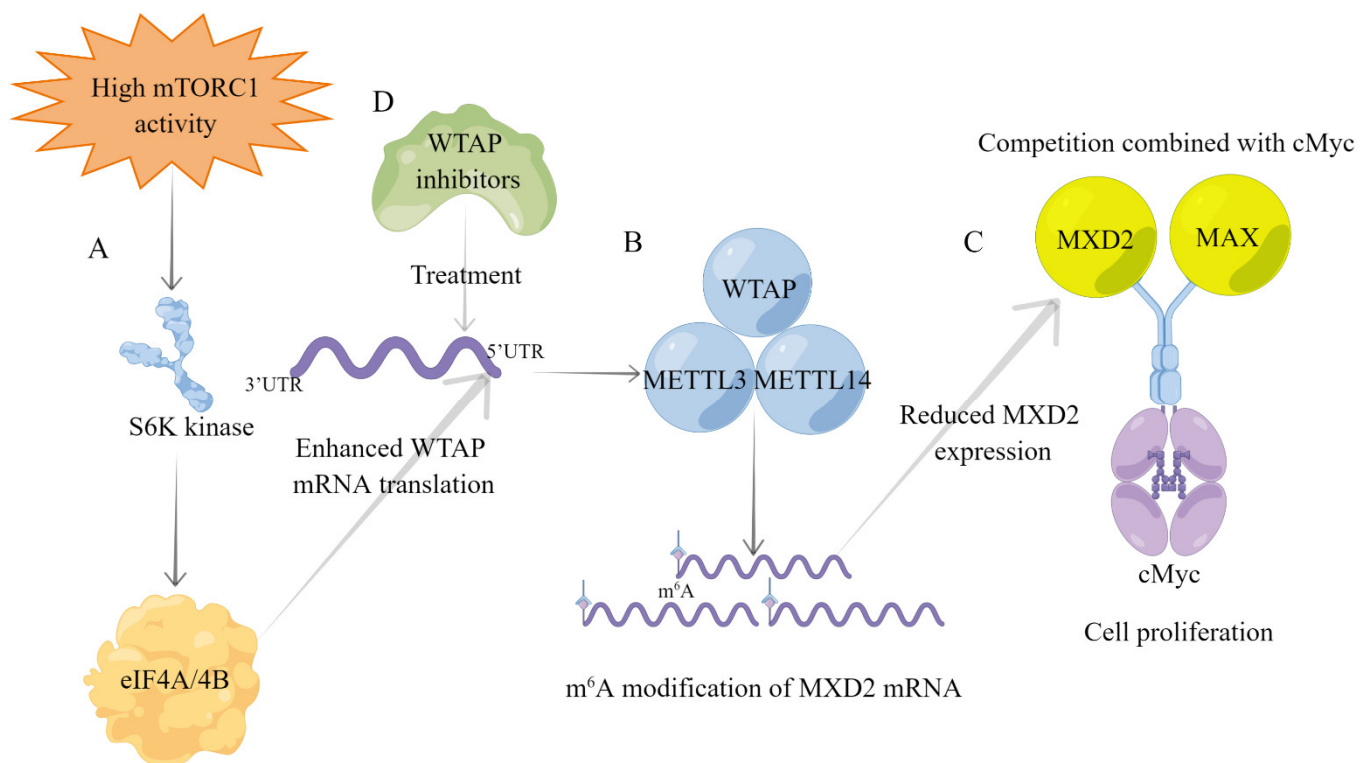 High mTORC1
activity
A
S6K kinase
eIF4A/4B
D
WTAP
inhibitors
Treatment
3’UTR
5’UTR
Enhanced WTAP
mRNA translation
B
WTAP
METTL3
METTL14
m⁶A
m⁶A modification of MXD2 mRNA
Reduced MXD2
expression
C
Competition combined with cMyc
MXD2
MAX
cMyc
Cell proliferation